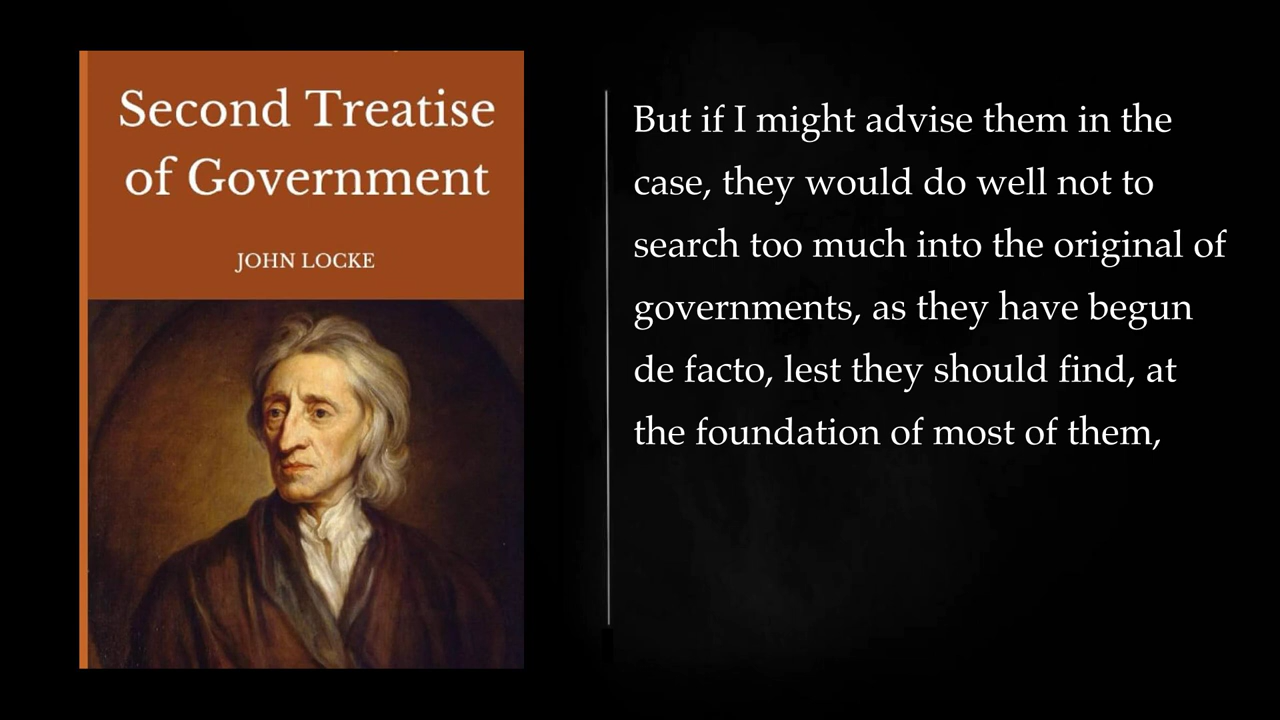 Second Treatise
of Government
JOHN LOCKE
But if I might advise them in the
case, they would do well not to
search too much into the original of
governments, as they have begun
de facto, lest they should find, at
the foundation of most of them,